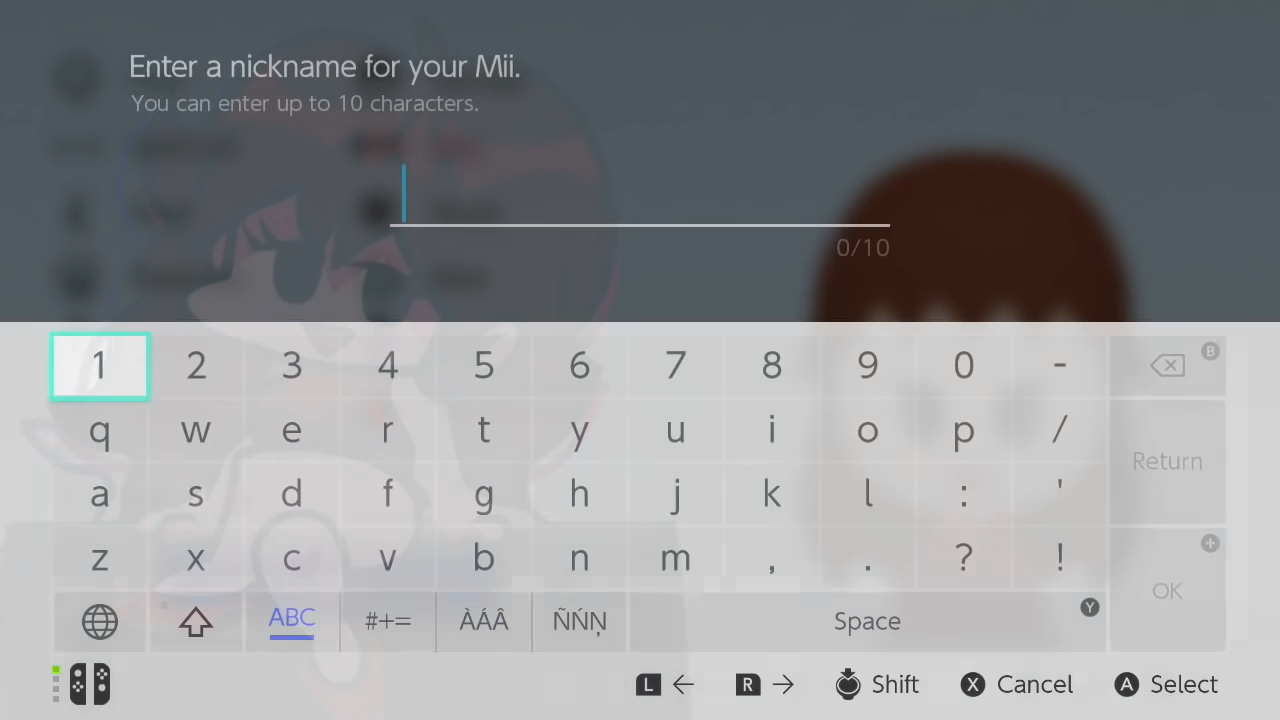 Enter a nickname for your Mii.
You can enter up to 10 characters.
0/10
1 2 3 4 5 6 7 8 9 0 - B
q w e r t y u i o p / Return
a s d f g h j k l : '
z x c v b n m , . ? ! + OK
ABC #+= ÀÁÂ ÑŃŅ Space Y
L ← R → Shift X Cancel A Select